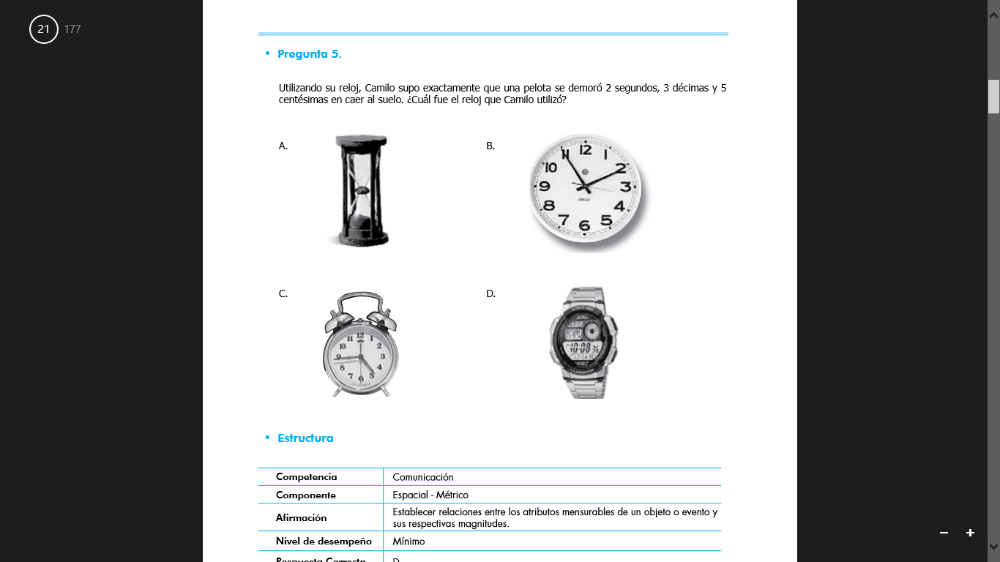 21 177
• Pregunta 5.
Utilizando su reloj, Camilo supo exactamente que una pelota se demoró 2 segundos, 3 décimas y 5
centésimas en caer al suelo. ¿Cuál fue el reloj que Camilo utilizó?
A.
B.
12
11 1
10 2
9 3
8 4
7 5
6
C.
12
11 1
10 2
9 3
8 4
7 5
6
D.
10:08 36
• Estructura
Competencia Comunicación
Componente Espacial - Métrico
Afirmación Establecer relaciones entre los atributos mensurables de un objeto o evento y
sus respectivas magnitudes.
Nivel de desempeño Mínimo
Respuesta Correcta D